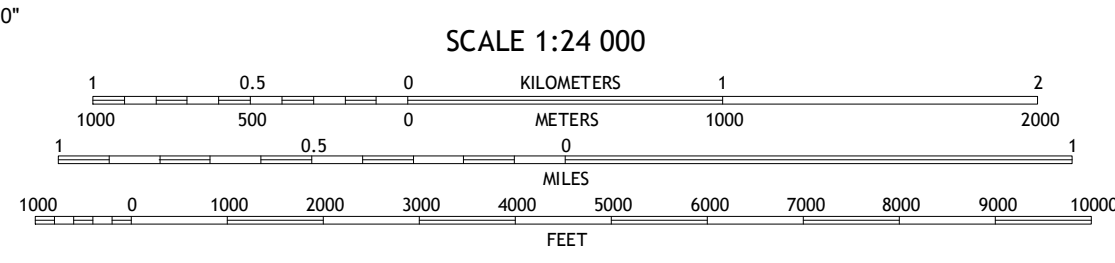 0"
SCALE 1:24 000
1 0.5 0 KILOMETERS 1 2
1000 500 0 METERS 1000 2000
1 0.5 0 1
MILES
1000 0 1000 2000 3000 4000 5000 6000 7000 8000 9000 10000
FEET